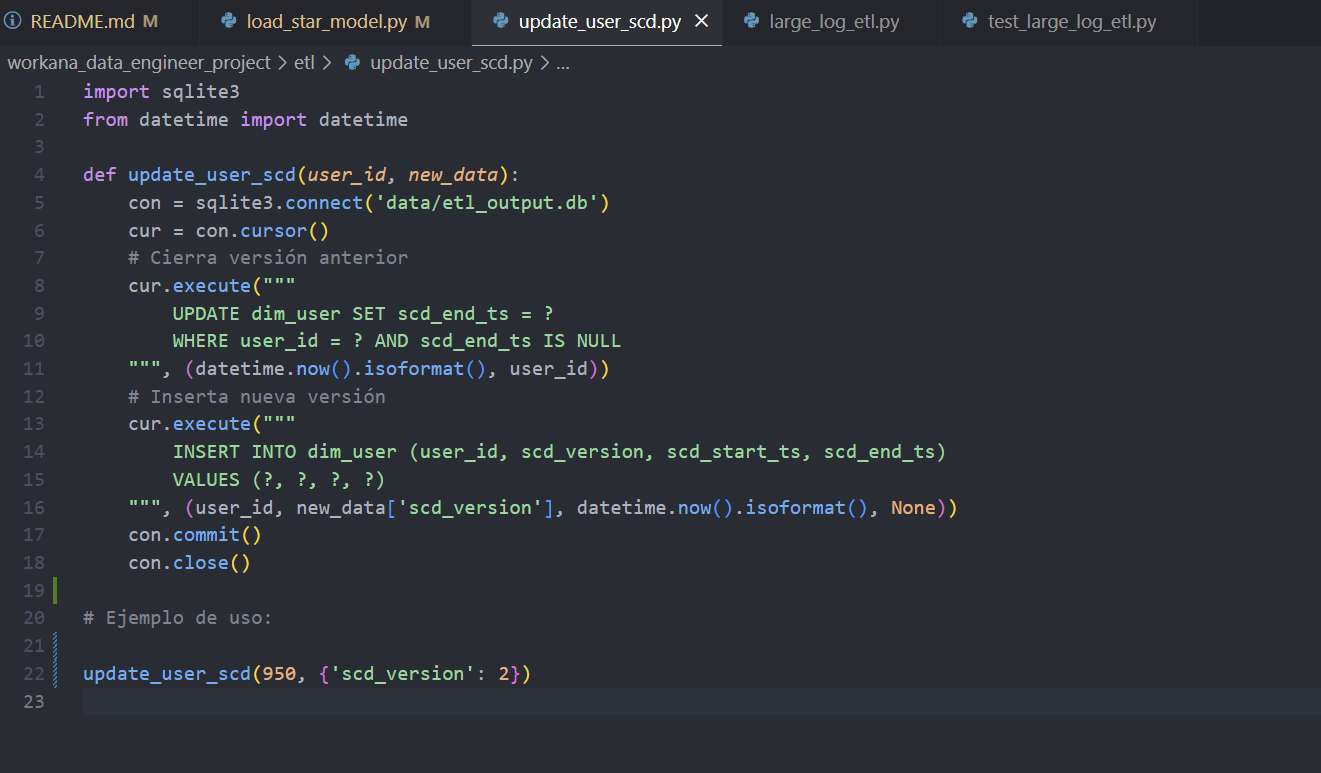 README.md M load_star_model.py M update_user_scd.py large_log_etl.py test_large_log_etl.py
workana_data_engineer_project > etl > update_user_scd.py > ...
1 import sqlite3
2 from datetime import datetime
3
4 def update_user_scd(user_id, new_data):
5     con = sqlite3.connect('data/etl_output.db')
6     cur = con.cursor()
7     # Cierra versión anterior
8     cur.execute("""
9         UPDATE dim_user SET scd_end_ts = ?
10         WHERE user_id = ? AND scd_end_ts IS NULL
11     """, (datetime.now().isoformat(), user_id))
12     # Inserta nueva versión
13     cur.execute("""
14         INSERT INTO dim_user (user_id, scd_version, scd_start_ts, scd_end_ts)
15         VALUES (?, ?, ?, ?)
16     """, (user_id, new_data['scd_version'], datetime.now().isoformat(), None))
17     con.commit()
18     con.close()
19
20 # Ejemplo de uso:
21
22 update_user_scd(950, {'scd_version': 2})
23